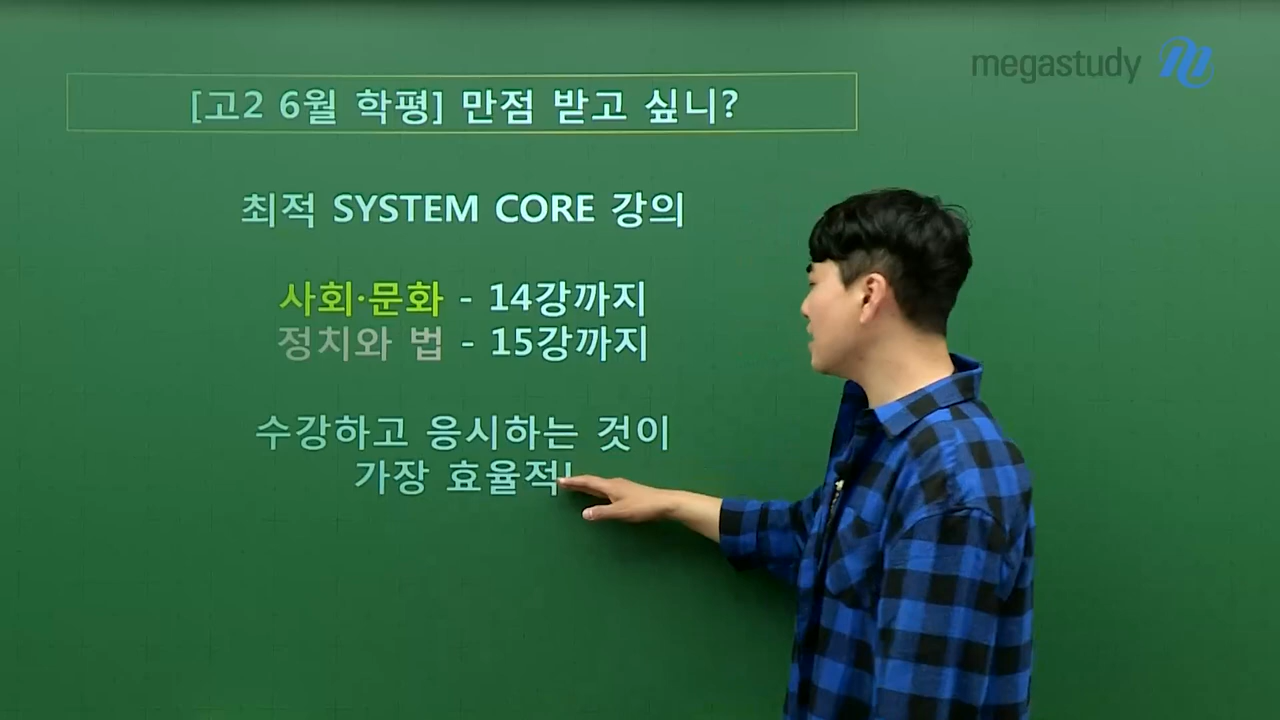 megastudy
[고2 6월 학평] 만점 받고 싶니?
최적 SYSTEM CORE 강의
사회·문화 - 14강까지
정치와 법 - 15강까지
수강하고 응시하는 것이
가장 효율적!